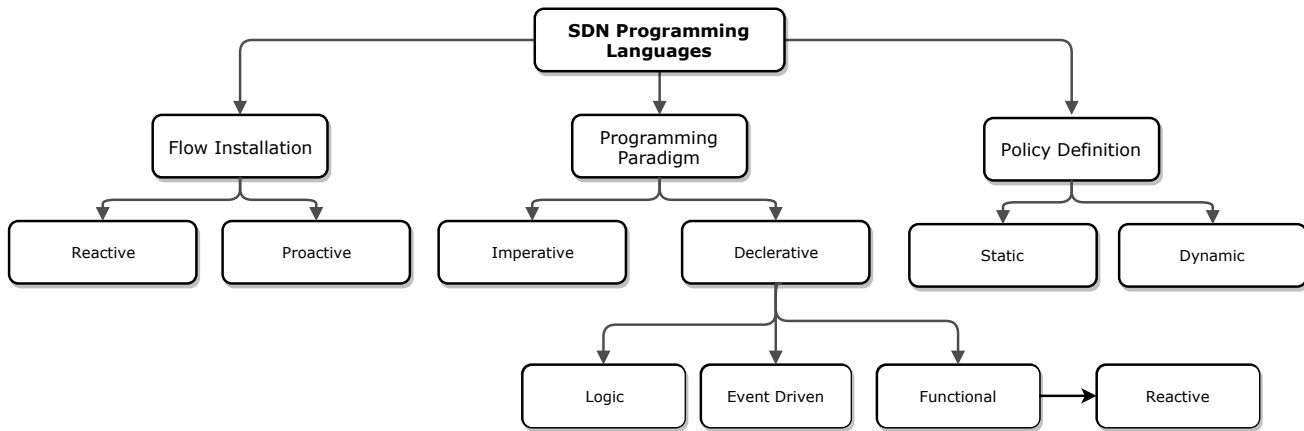 SDN Programming
Languages
Flow Installation
Programming
Paradigm
Policy Definition
Reactive
Proactive
Imperative
Declerative
Static
Dynamic
Logic
Event Driven
Functional
Reactive